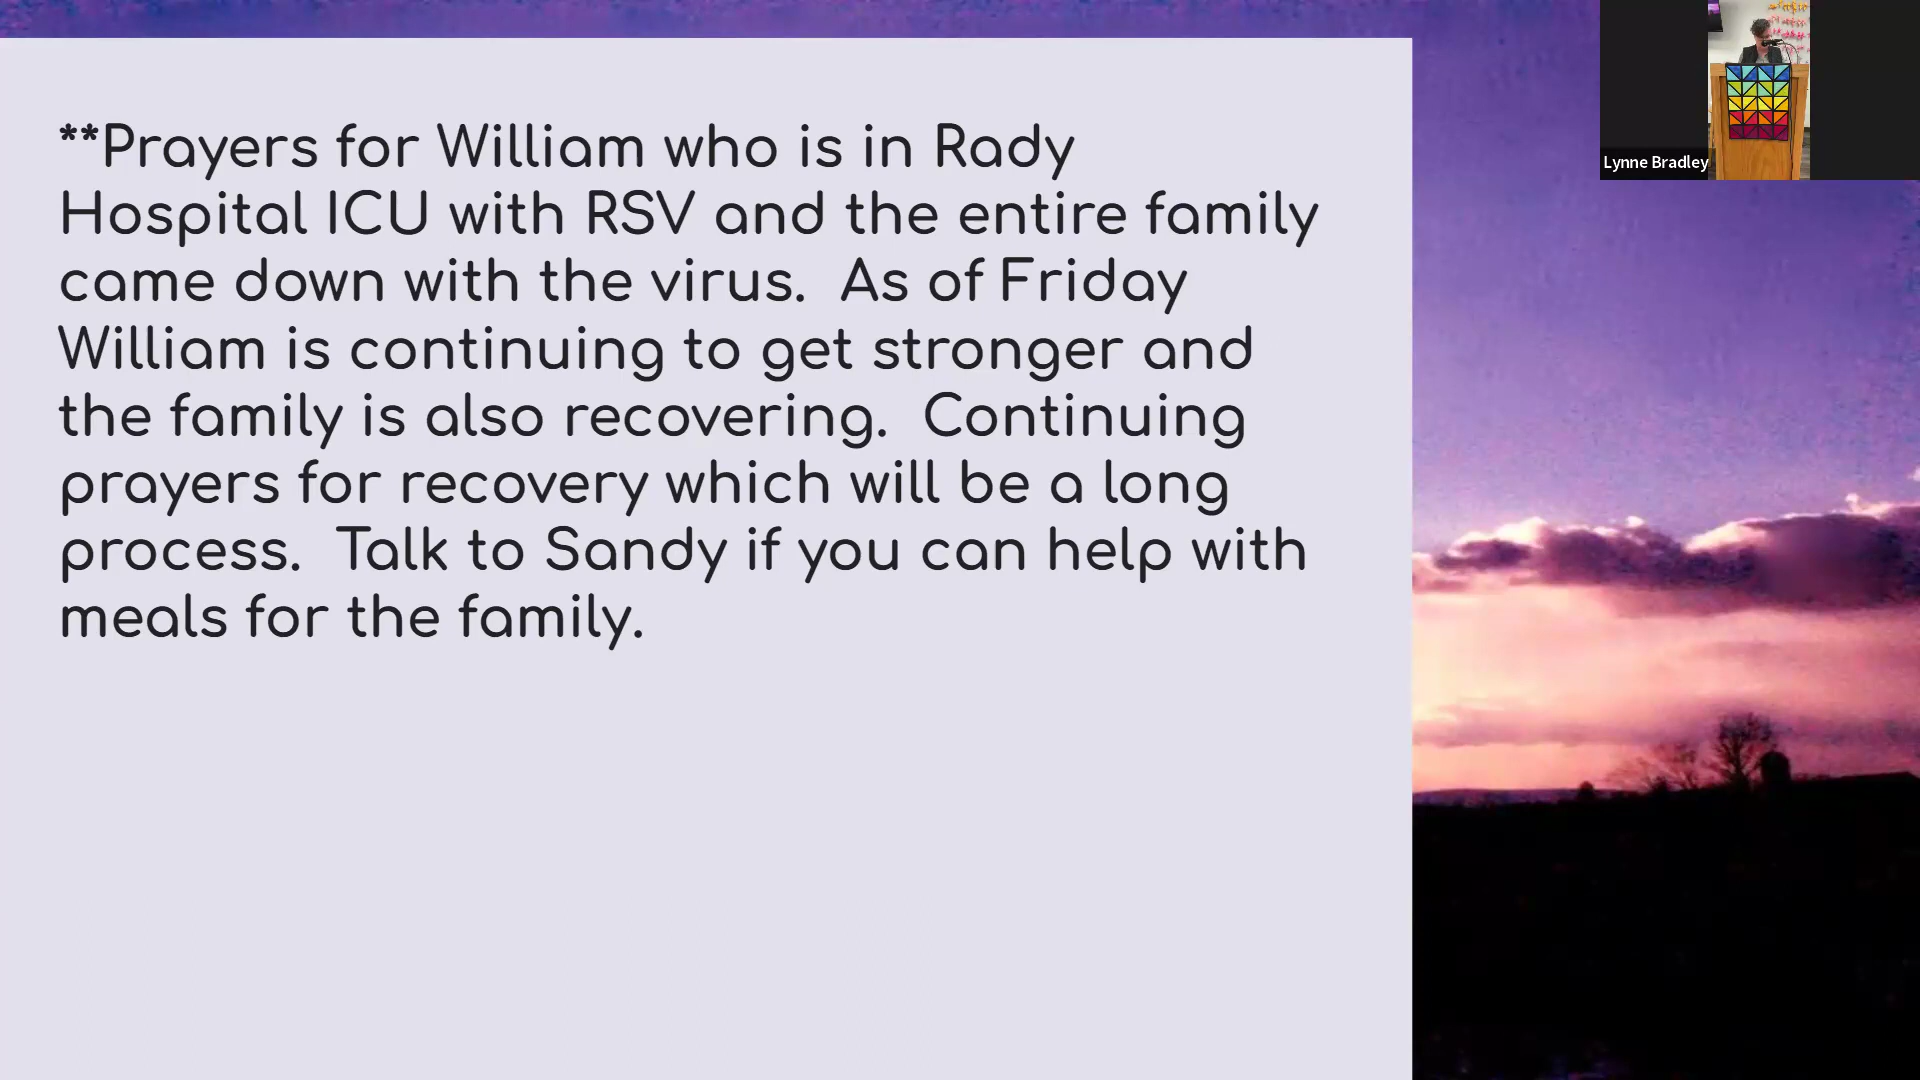 **Prayers for William who is in Rady
Hospital ICU with RSV and the entire family
came down with the virus.  As of Friday
William is continuing to get stronger and
the family is also recovering.  Continuing
prayers for recovery which will be a long
process.  Talk to Sandy if you can help with
meals for the family.
Lynne Bradley